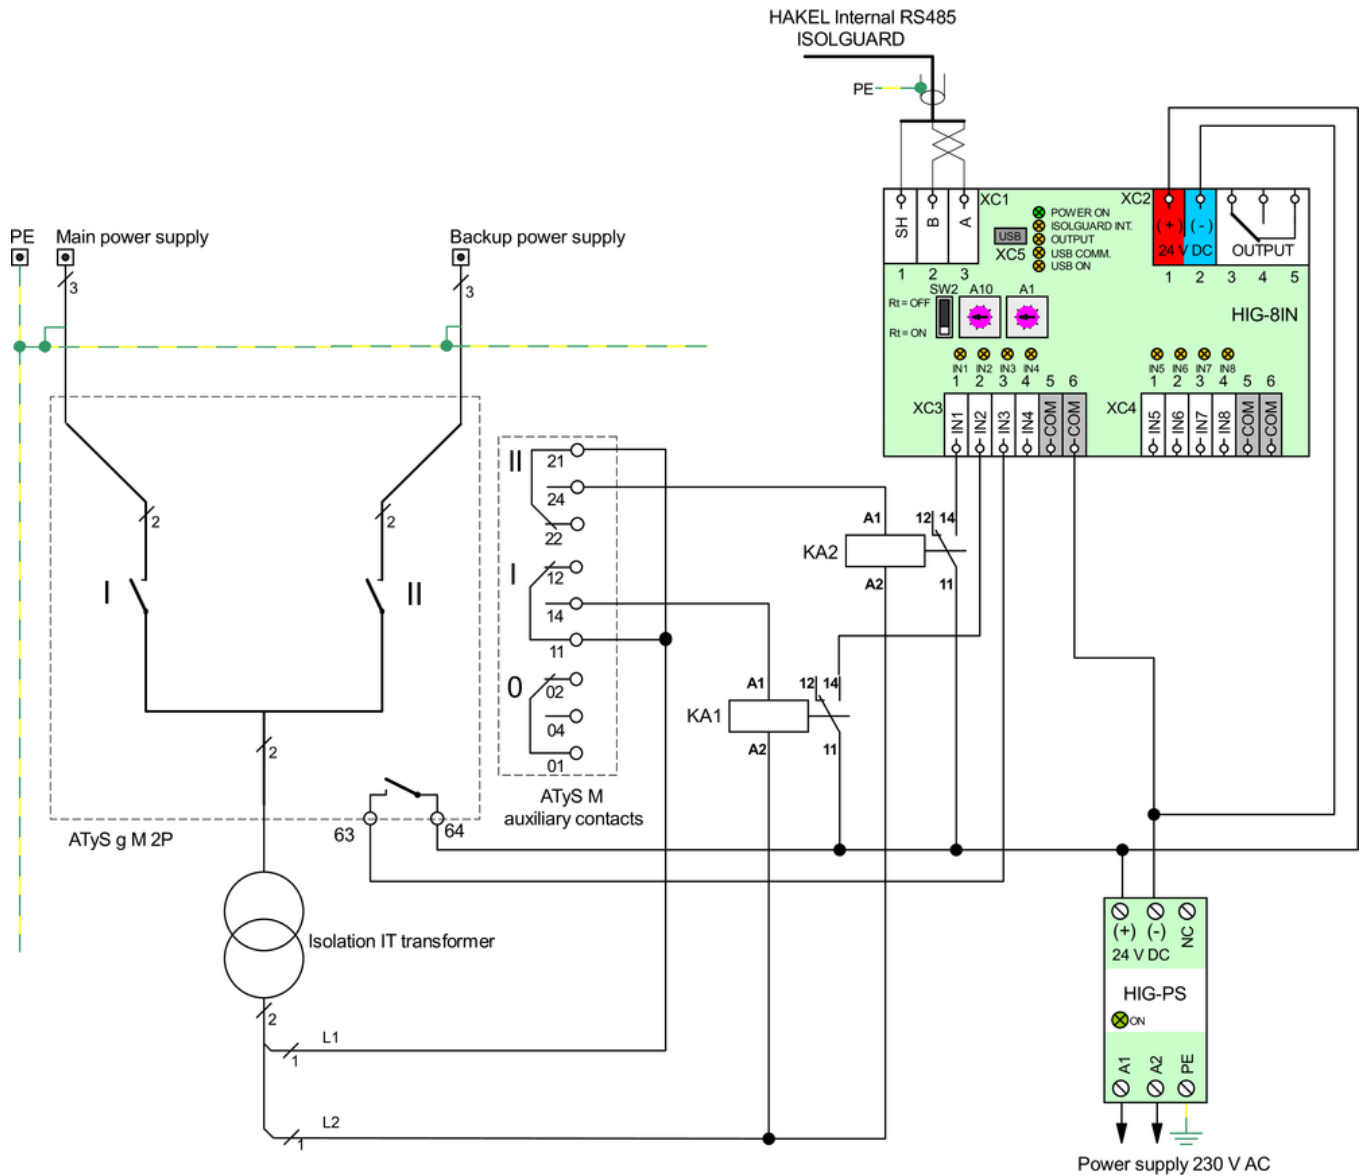 HAKEL Internal RS485
ISOLGUARD
PE
XC1
XC2
SH
B
A
1
2
3
USB
XC5
POWER ON
ISOLGUARD INT.
OUTPUT
USB COMM.
USB ON
(+)
(-)
24 V DC
OUTPUT
1
2
3
4
5
SW2
A10
A1
Rt = OFF
Rt = ON
HIG-8IN
IN1
IN2
IN3
IN4
1
2
3
4
5
6
XC3
IN1
IN2
IN3
IN4
COM
COM
IN5
IN6
IN7
IN8
1
2
3
4
5
6
XC4
IN5
IN6
IN7
IN8
COM
COM
PE
Main power supply
Backup power supply
3
3
2
2
I
II
2
63
64
ATyS g M 2P
II
21
24
22
I
12
14
11
0
02
04
01
ATyS M
auxiliary contacts
A1
12
14
KA2
A2
11
A1
12
14
KA1
A2
11
Isolation IT transformer
2
L1
1
L2
1
(+)
(-)
NC
24 V DC
HIG-PS
ON
A1
A2
PE
Power supply 230 V AC